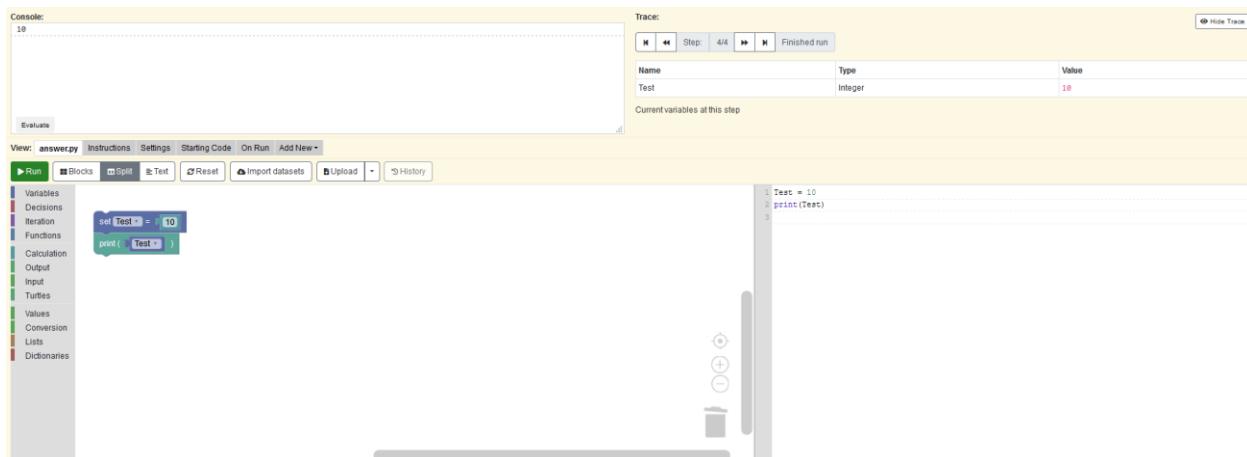 Console:
10
Evaluate
Trace:
Hide Trace
Step: 4/4 Finished run
Name Type Value
Test Integer 10
Current variables at this step
View: answer.py Instructions Settings Starting Code On Run Add New
Run Blocks Split Text Reset Import datasets Upload History
Variables
Decisions
Iteration
Functions
Calculation
Output
Input
Turtles
Values
Conversion
Lists
Dictionaries
set Test = 10
print ( Test )
1 Test = 10
2 print(Test)
3